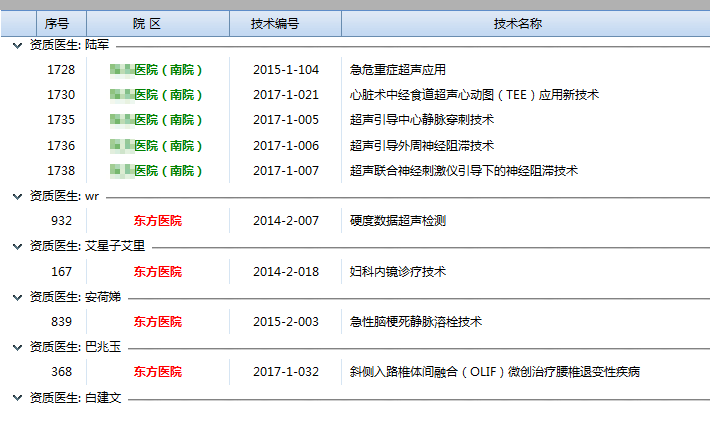 序号 院 区 技术编号 技术名称
资质医生: 陆军
1728 医院（南院） 2015-1-104 急危重症超声应用
1730 医院（南院） 2017-1-021 心脏术中经食道超声心动图（TEE）应用新技术
1735 医院（南院） 2017-1-005 超声引导中心静脉穿刺技术
1736 医院（南院） 2017-1-006 超声引导外周神经阻滞技术
1738 医院（南院） 2017-1-007 超声联合神经刺激仪引导下的神经阻滞技术
资质医生: wr
932 东方医院 2014-2-007 硬度数据超声检测
资质医生: 艾星子艾里
167 东方医院 2014-2-018 妇科内镜诊疗技术
资质医生: 安荷娣
839 东方医院 2015-2-003 急性脑梗死静脉溶栓技术
资质医生: 巴兆玉
368 东方医院 2017-1-032 斜侧入路椎体间融合（OLIF）微创治疗腰椎退变性疾病
资质医生: 白建文